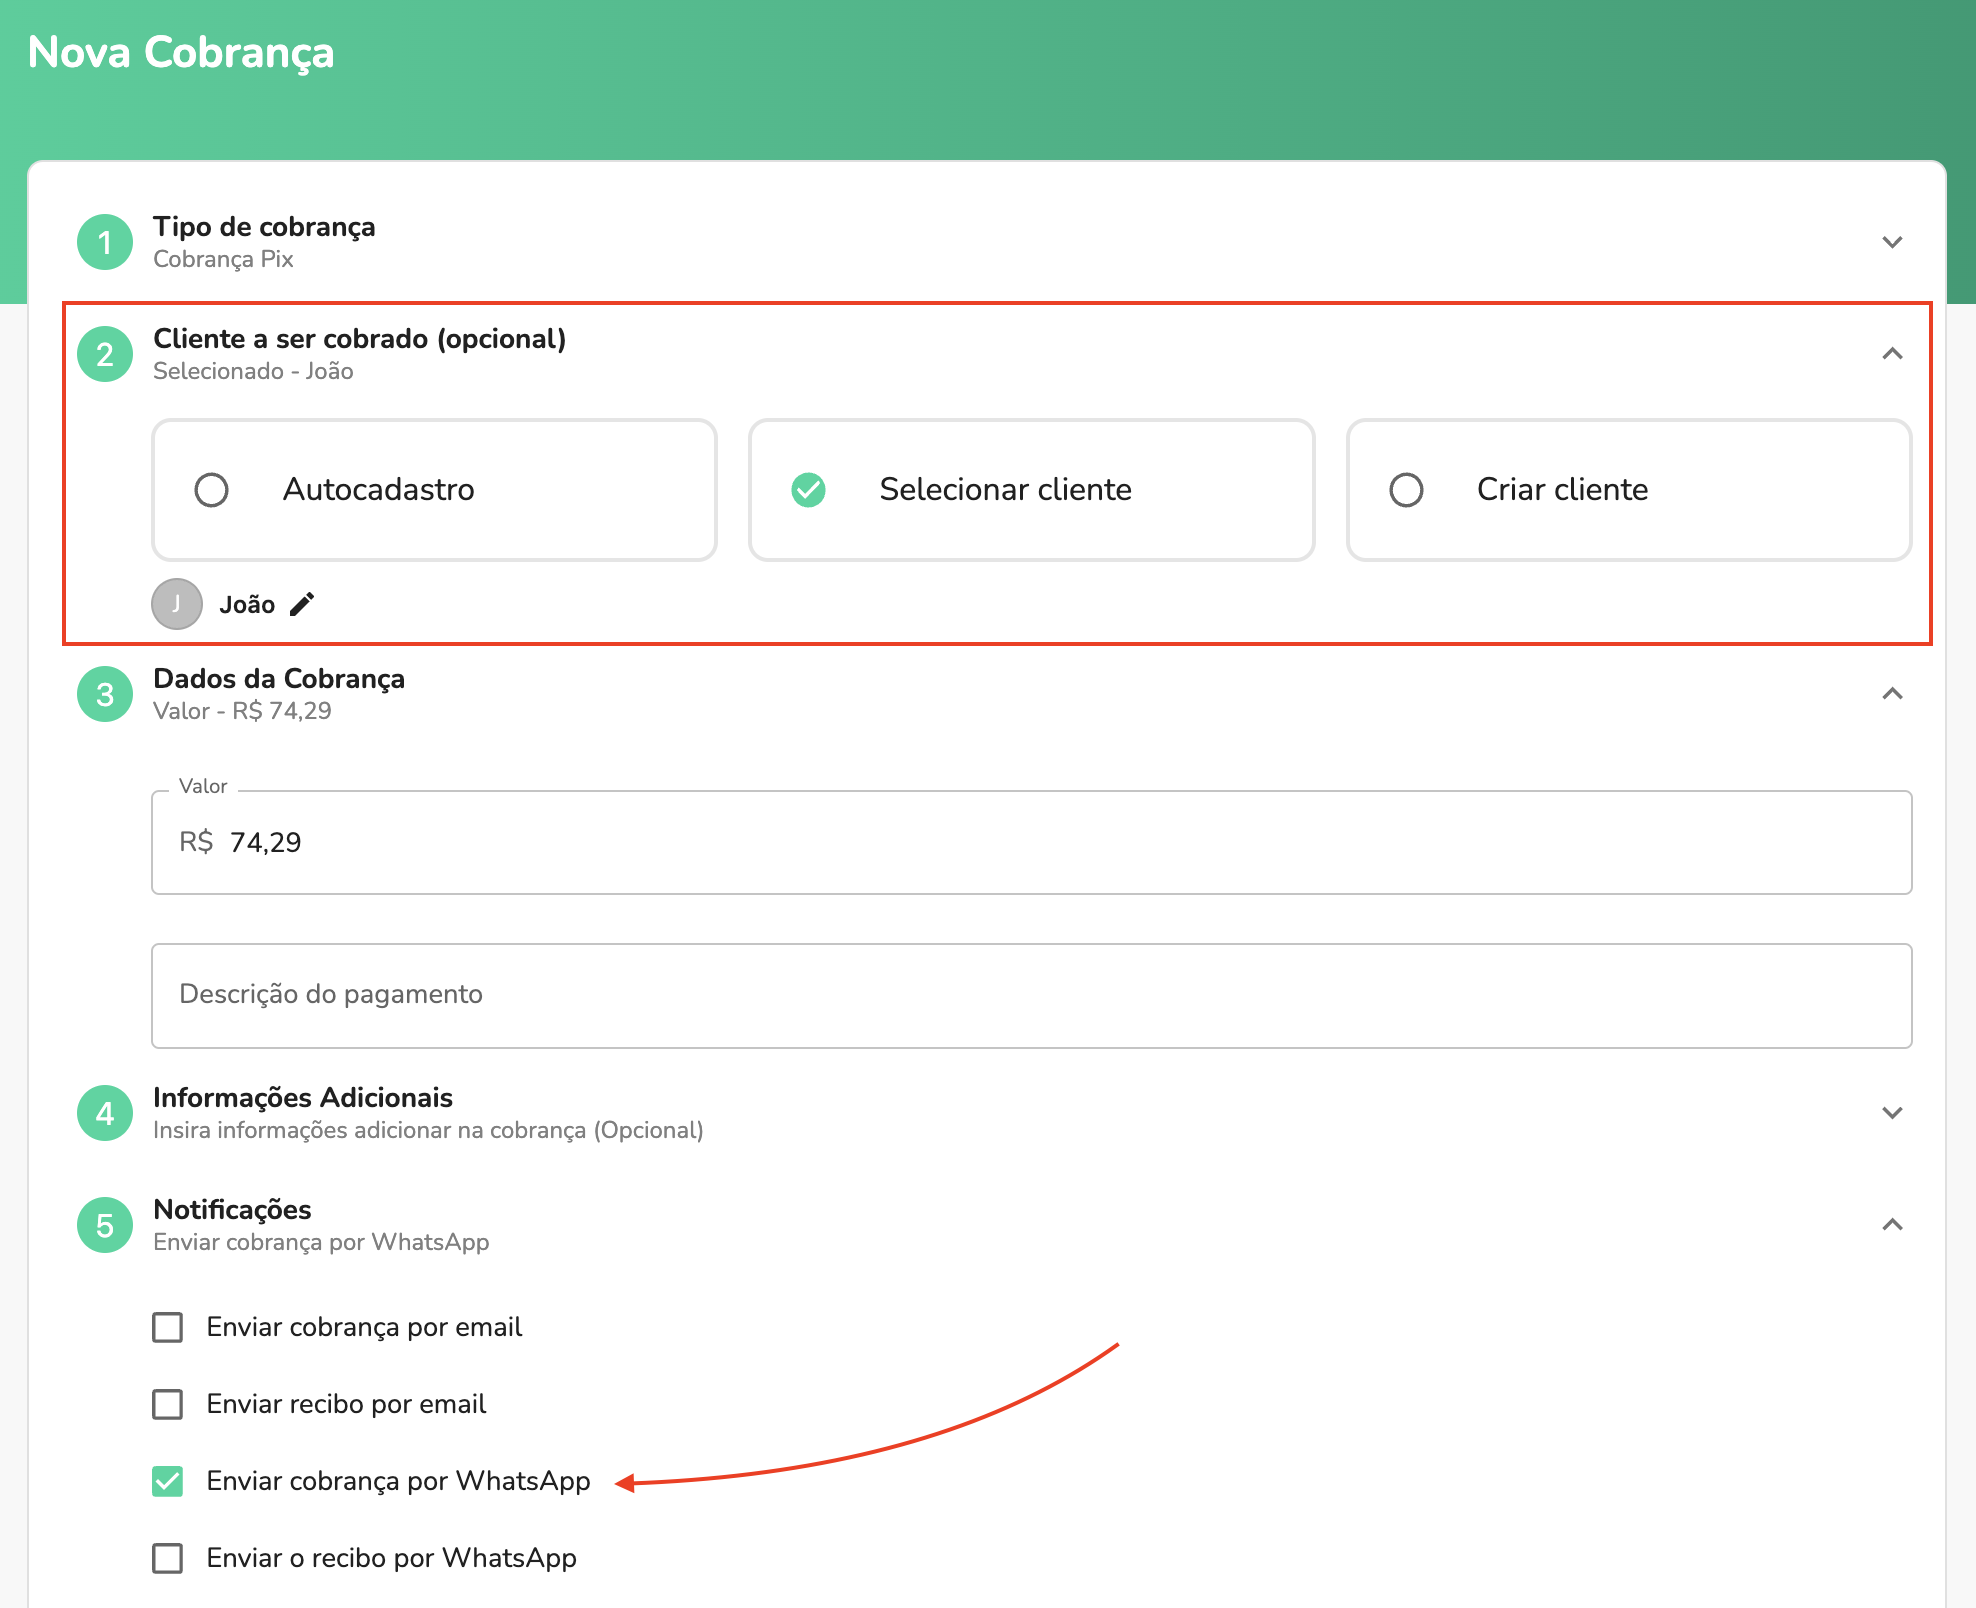 Nova Cobrança
1
Tipo de cobrança
Cobrança Pix
2
Cliente a ser cobrado (opcional)
Selecionado - João
Autocadastro
Selecionar cliente
Criar cliente
J
João
3
Dados da Cobrança
Valor - R$ 74,29
Valor
R$ 74,29
Descrição do pagamento
4
Informações Adicionais
Insira informações adicionar na cobrança (Opcional)
5
Notificações
Enviar cobrança por WhatsApp
Enviar cobrança por email
Enviar recibo por email
Enviar cobrança por WhatsApp
Enviar o recibo por WhatsApp